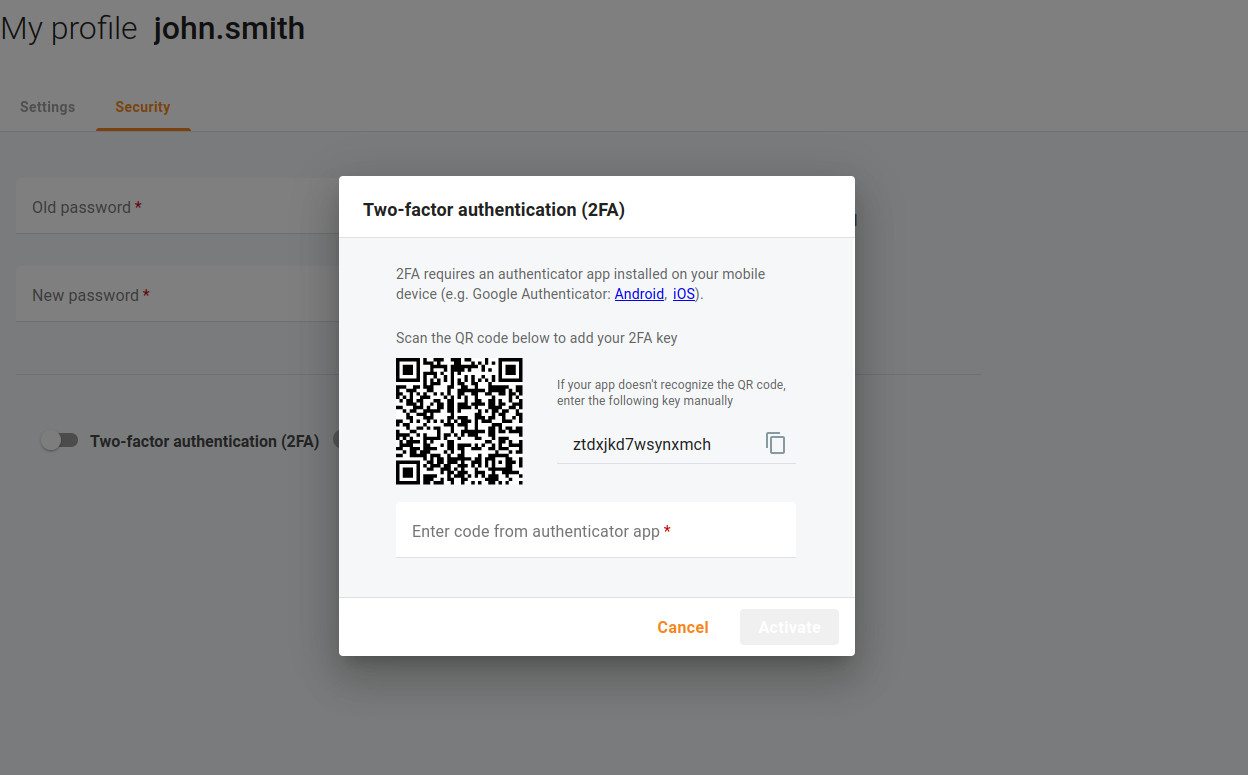 My profile john.smith
Settings Security
Old password *
New password *
Two-factor authentication (2FA)
Two-factor authentication (2FA)
2FA requires an authenticator app installed on your mobile
device (e.g. Google Authenticator: Android, iOS).
Scan the QR code below to add your 2FA key
If your app doesn't recognize the QR code,
enter the following key manually
ztdxjkd7wsynxmch
Enter code from authenticator app *
Cancel Activate